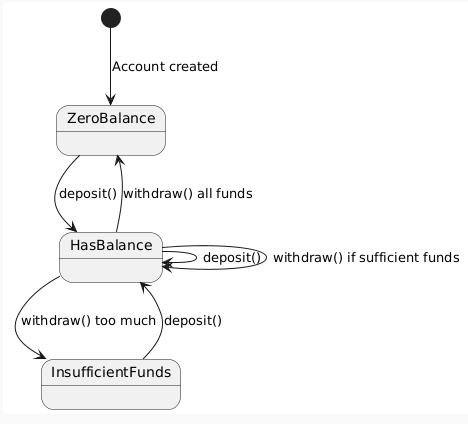 Account created
ZeroBalance
deposit() withdraw() all funds
HasBalance
deposit() withdraw() if sufficient funds
withdraw() too much deposit()
InsufficientFunds